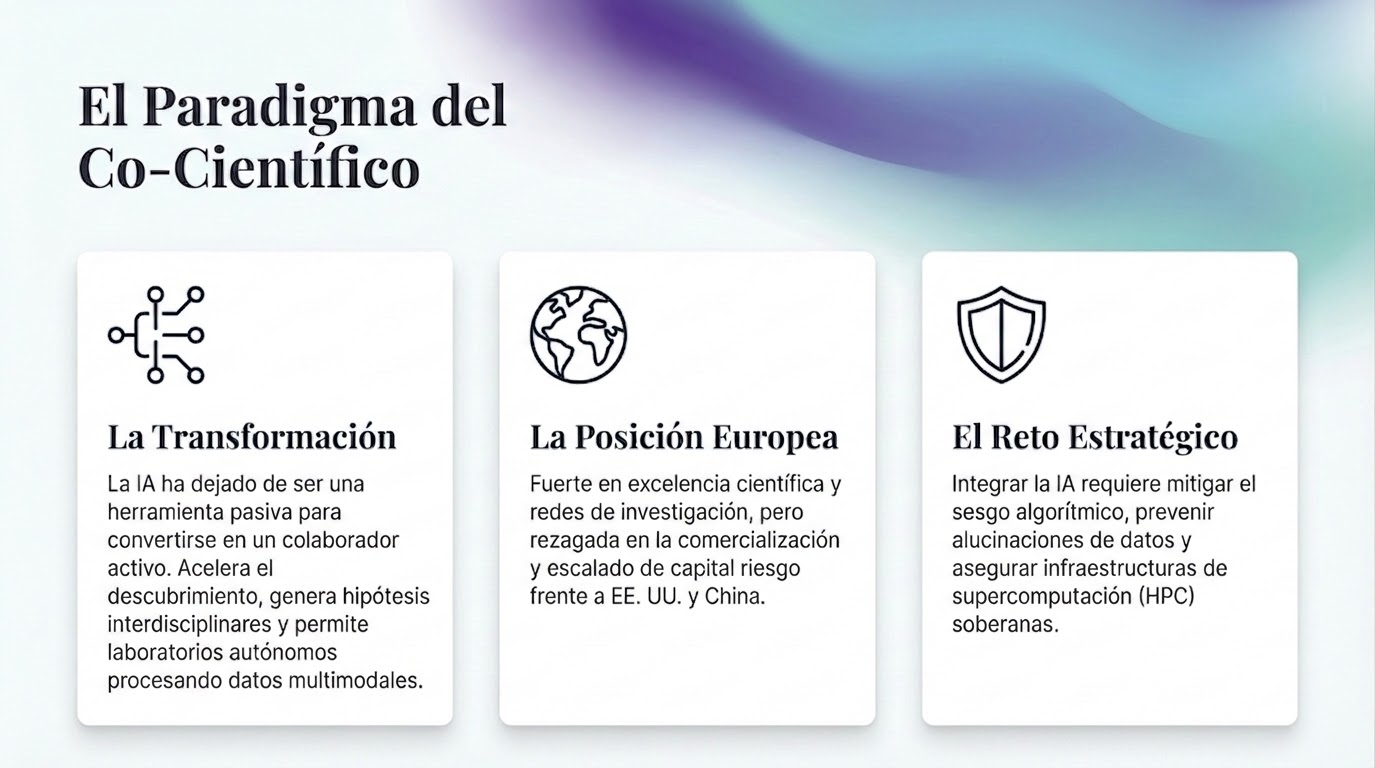 El Paradigma del
Co-Científico
La Transformación
La IA ha dejado de ser una
herramienta pasiva para
convertirse en un colaborador
activo. Acelera el
descubrimiento, genera hipótesis
interdisciplinares y permite
laboratorios autónomos
procesando datos multimodales.
La Posición Europea
Fuerte en excelencia científica y
redes de investigación, pero
rezagada en la comercialización
y escalado de capital riesgo
frente a EE. UU. y China.
El Reto Estratégico
Integrar la IA requiere mitigar el
sesgo algorítmico, prevenir
alucinaciones de datos y
asegurar infraestructuras de
supercomputación (HPC)
soberanas.